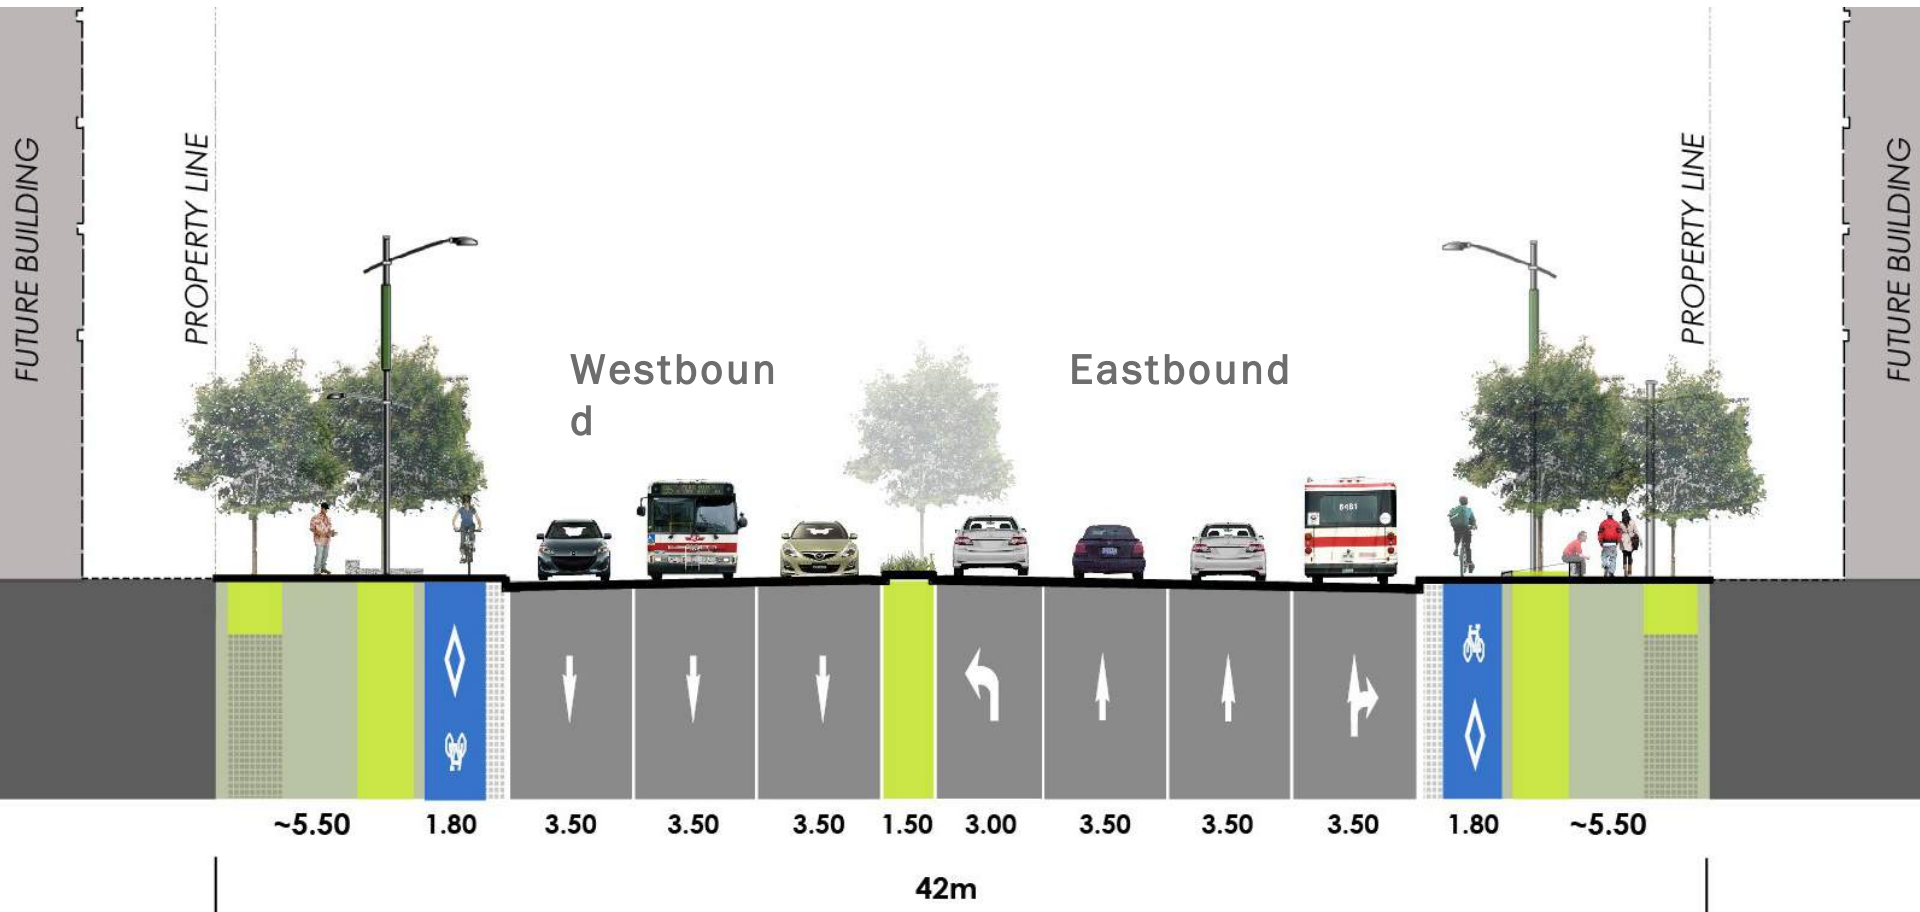 FUTURE BUILDING
PROPERTY LINE
PROPERTY LINE
FUTURE BUILDING
Westboun
d
Eastbound
8461
~5.50 1.80 3.50 3.50 3.50 1.50 3.00 3.50 3.50 3.50 1.80 ~5.50
42m